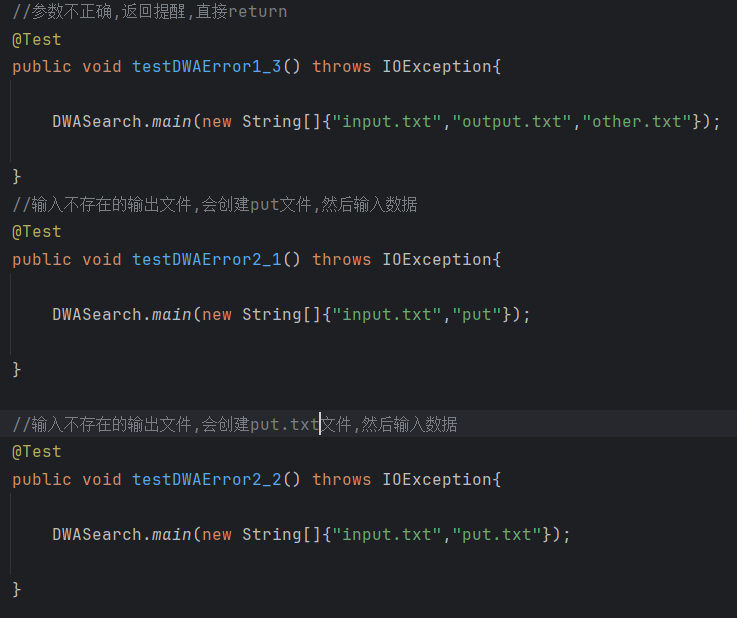 //参数不正确,返回提醒,直接return
@Test
public void testDWAError1_3() throws IOException{
DWASearch.main(new String[]{"input.txt","output.txt","other.txt"});
}
//输入不存在的输出文件,会创建put文件,然后输入数据
@Test
public void testDWAError2_1() throws IOException{
DWASearch.main(new String[]{"input.txt","put"});
}
//输入不存在的输出文件,会创建put.txt文件,然后输入数据
@Test
public void testDWAError2_2() throws IOException{
DWASearch.main(new String[]{"input.txt","put.txt"});
}